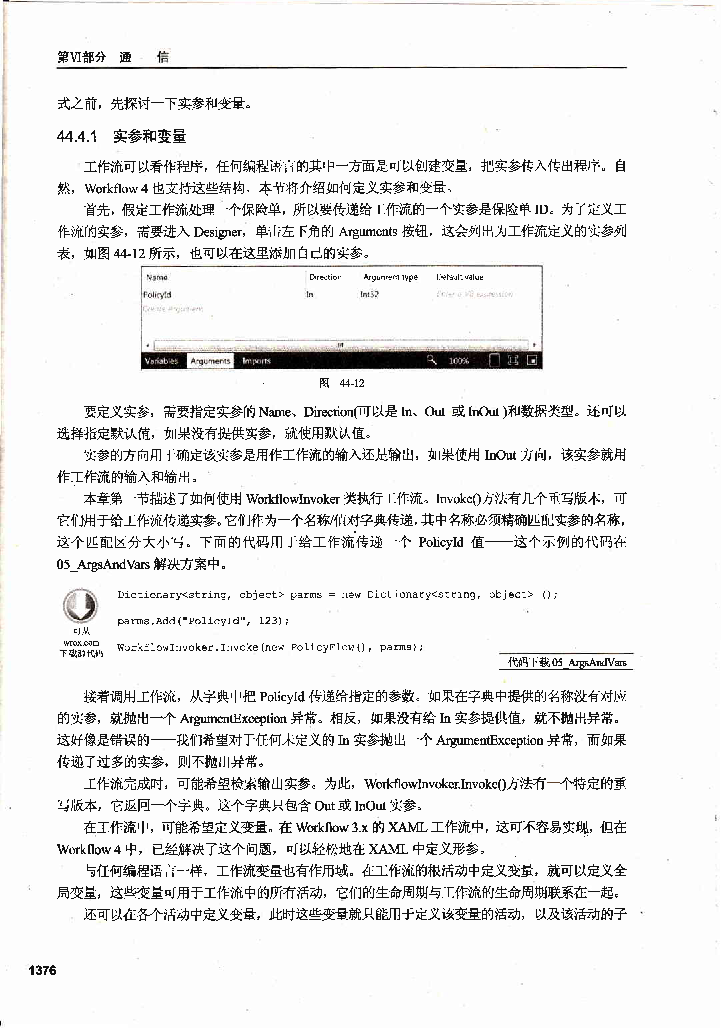 第VI部分 通 信
式之前，先探讨一下实参和变量。
44.4.1 实参和变量
工作流可以看作程序，任何编程语言的其中一方面是可以创建变量，把实参传入传出程序。自
然，Workflow 4 也支持这些结构，本节将介绍如何定义实参和变量。
首先，假定工作流处理一个保险单，所以要传递给工作流的一个实参是保险单 ID。为了定义工
作流的实参，需要进入 Designer，单击左下角的 Arguments 按钮，这会列出为工作流定义的实参列
表，如图 44-12 所示，也可以在这里添加自己的实参。
Name Direction Argument type Default value
PolicyId In Int32 Enter a VB expression
Create Argument
Variables Arguments Imports 100%
图 44-12
要定义实参，需要指定实参的 Name、Direction(可以是 In、Out 或 InOut )和数据类型。还可以
选择指定默认值，如果没有提供实参，就使用默认值。
实参的方向用于确定该实参是用作工作流的输入还是输出，如果使用 InOut 方向，该实参就用
作工作流的输入和输出。
本章第一节描述了如何使用 WorkflowInvoker 类执行工作流。Invoke()方法有几个重写版本，可
它们用于给工作流传递实参。它们作为一个名称/值对字典传递，其中名称必须精确匹配实参的名称，
这个匹配区分大小写。下面的代码用于给工作流传递一个 PolicyId 值——这个示例的代码在
05_ArgsAndVars 解决方案中。
Dictionary<string, object> parms = new Dictionary<string, object> ();
parms.Add("PolicyId", 123);
WorkflowInvoker.Invoke(new PolicyFlow(), parms);
可从
wrox.com
下载源代码
代码下载 05_ArgsAndVars
接着调用工作流，从字典中把 PolicyId 传递给指定的参数。如果在字典中提供的名称没有对应
的实参，就抛出一个 ArgumentException 异常。相反，如果没有给 In 实参提供值，就不抛出异常。
这好像是错误的——我们希望对于任何未定义的 In 实参抛出一个 ArgumentException 异常，而如果
传递了过多的实参，则不抛出异常。
工作流完成时，可能希望检索输出实参。为此，WorkflowInvoker.Invoke()方法有一个特定的重
写版本，它返回一个字典。这个字典只包含 Out 或 InOut 实参。
在工作流中，可能希望定义变量。在 Workflow 3.x 的 XAML 工作流中，这可不容易实现，但在
Workflow 4 中，已经解决了这个问题，可以轻松地在 XAML 中定义形参。
与任何编程语言一样，工作流变量也有作用域。在工作流的根活动中定义变量，就可以定义全
局变量，这些变量可用于工作流中的所有活动，它们的生命周期与工作流的生命周期联系在一起。
还可以在各个活动中定义变量，此时这些变量就只能用于定义该变量的活动，以及该活动的子
1376